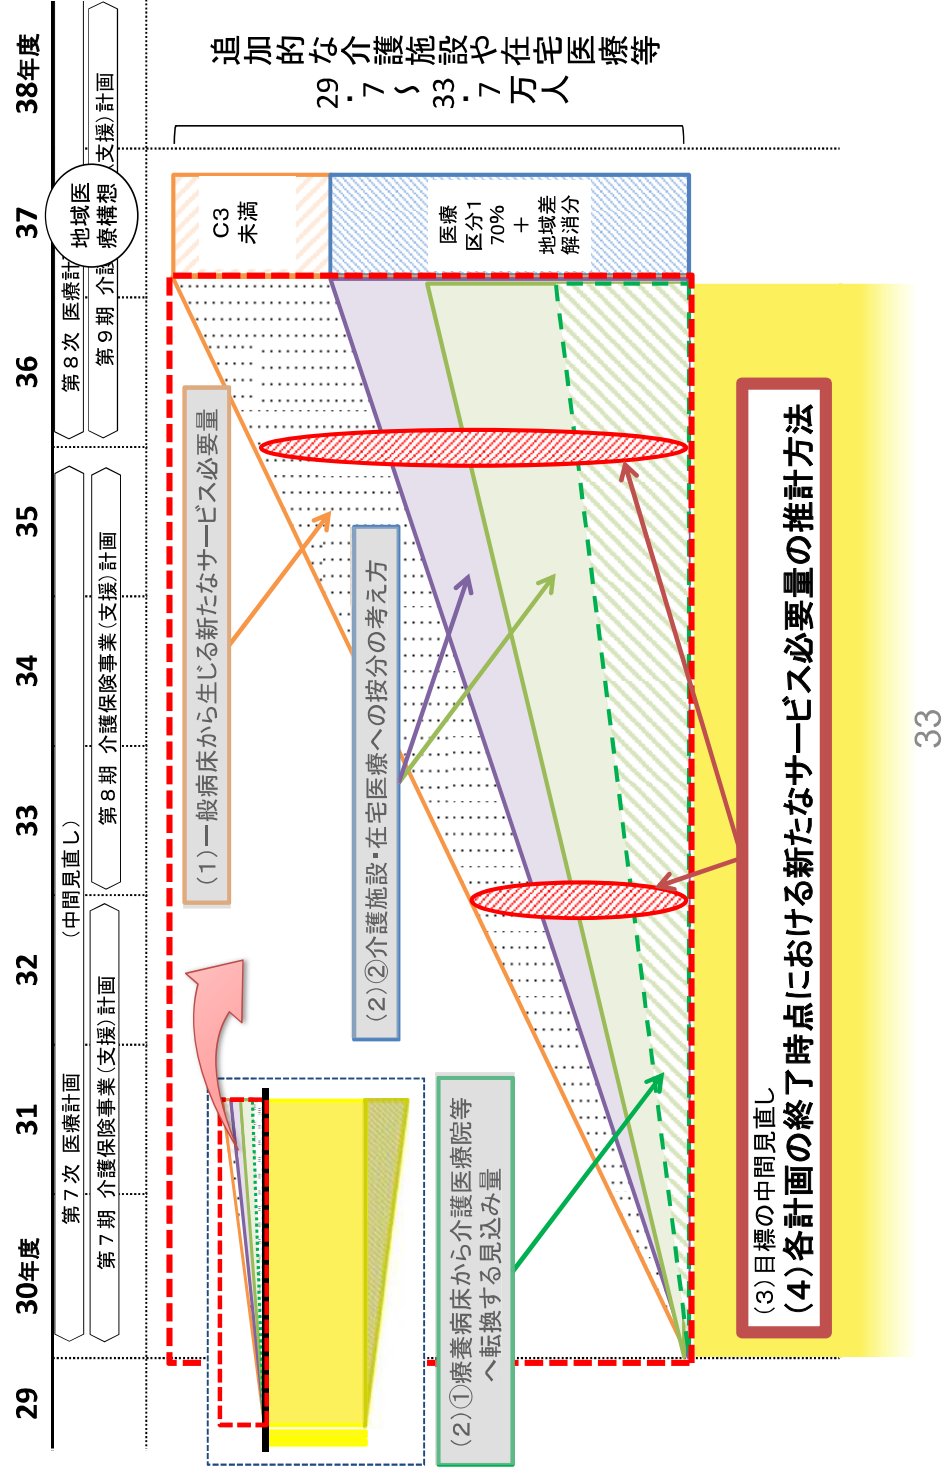 29
30年度
31
32
33
34
35
36
37
38年度
第7次 医療計画
(中間見直し)
第8次 医療計
第7期 介護保険事業(支援)計画
第8期 介護保険事業(支援)計画
第9期 介護
(支援)計画
地域医
療構想
追加的な介護施設や在宅医療等
29.7~33.7万人
C3
未満
医療
区分1
70%
+
地域差
解消分
(1)一般病床から生じる新たなサービス必要量
(2)②介護施設・在宅医療への按分の考え方
(2)①療養病床から介護医療院等
へ転換する見込み量
(3)目標の中間見直し
(4)各計画の終了時点における新たなサービス必要量の推計方法
33